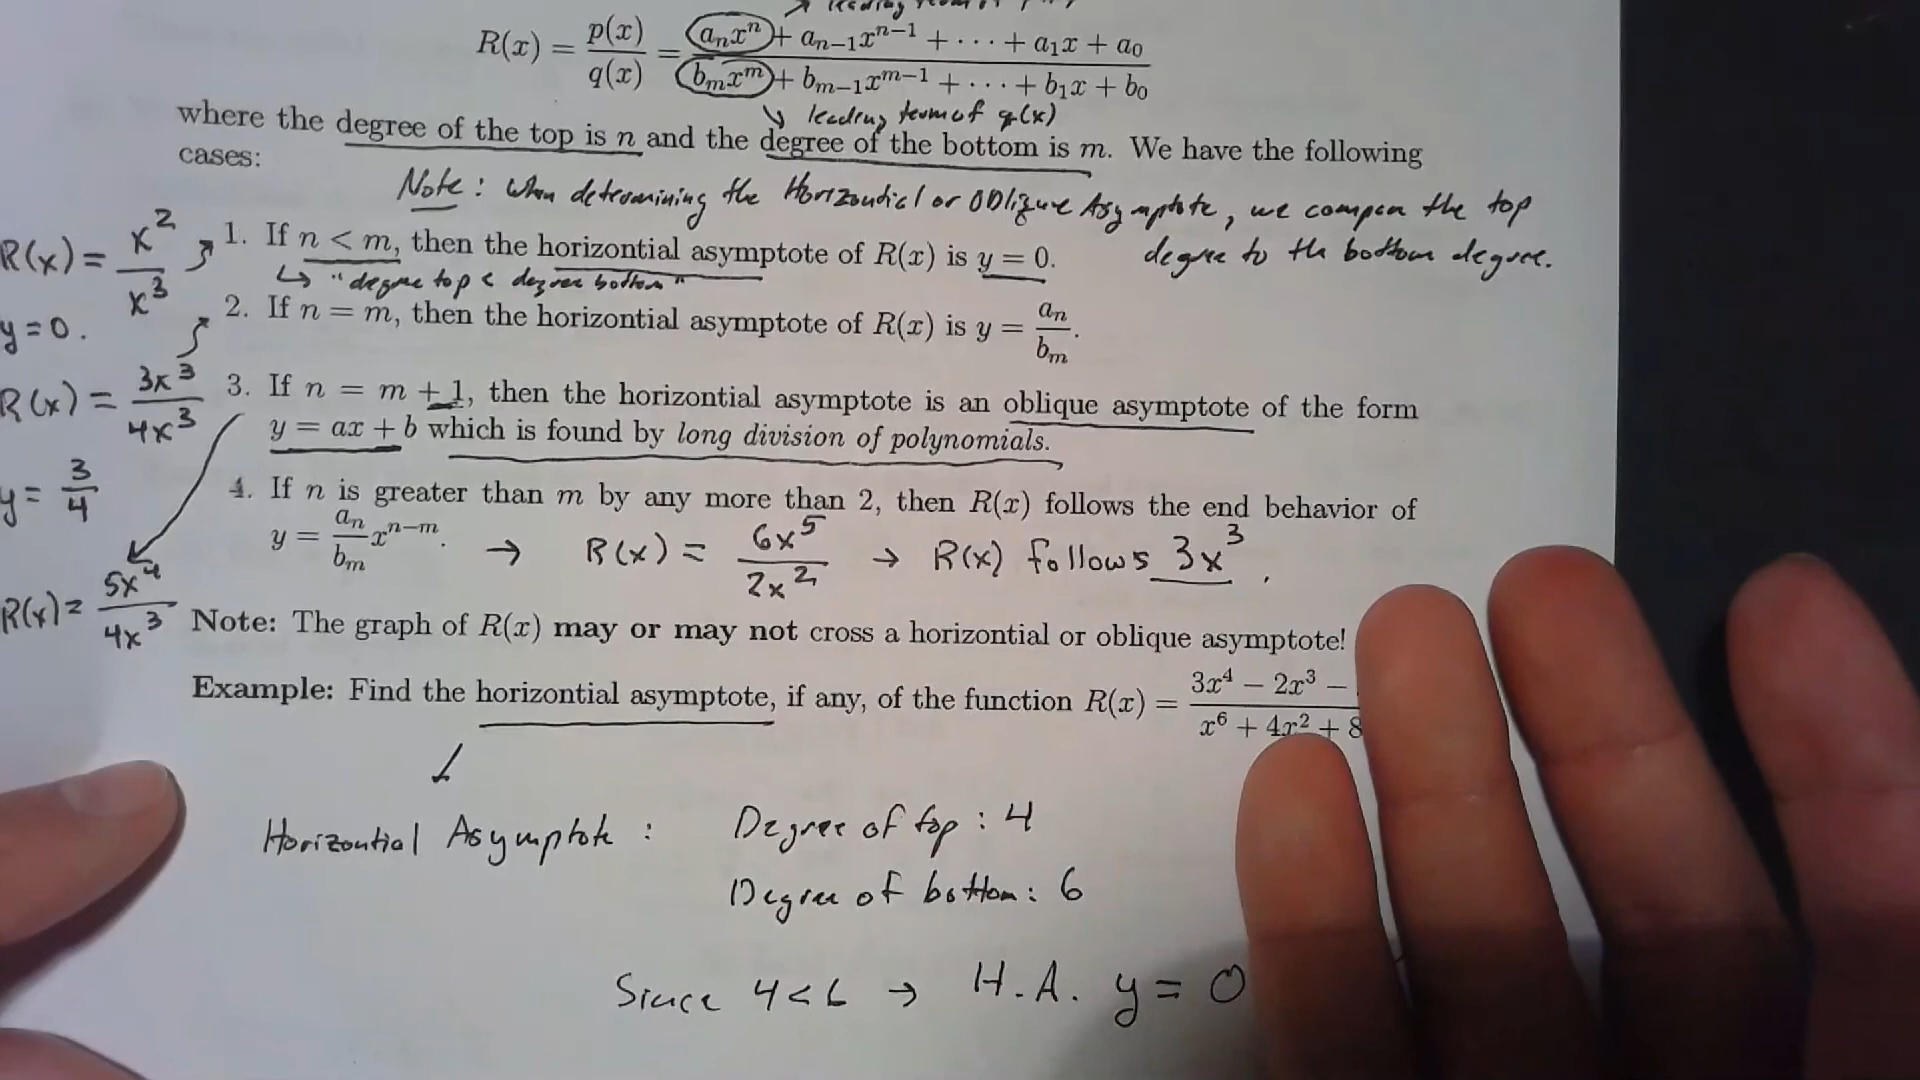 R(x) = p(x)/q(x) = (aₙxⁿ + aₙ₋₁xⁿ⁻¹ + · · · + a₁x + a₀)/(bₘxᵐ + bₘ₋₁xᵐ⁻¹ + · · · + b₁x + b₀)
leading term of q(x)
where the degree of the top is n and the degree of the bottom is m. We have the following
cases:
Note: When determining the Horizontial or Oblique Asymptote, we compare the top
degree to the bottom degree.
R(x) = x²/x³
1. If n < m, then the horizontial asymptote of R(x) is y = 0.
↳ "degree top < degree bottom"
y = 0.
2. If n = m, then the horizontial asymptote of R(x) is y = aₙ/bₘ.
R(x) = 3x³/4x³
3. If n = m + 1, then the horizontial asymptote is an oblique asymptote of the form
y = ax + b which is found by long division of polynomials.
y = 3/4
4. If n is greater than m by any more than 2, then R(x) follows the end behavior of
y = aₙ/bₘ xⁿ⁻ᵐ. → R(x) = 6x⁵/2x² → R(x) follows 3x³.
R(x) = 5x⁴/4x³
Note: The graph of R(x) may or may not cross a horizontial or oblique asymptote!
Example: Find the horizontial asymptote, if any, of the function R(x) = (3x⁴ − 2x³ −)/(x⁶ + 4x² + 8
Horizontial Asymptote : Degree of top : 4
Degree of bottom: 6
Since 4<6 → H.A. y = 0